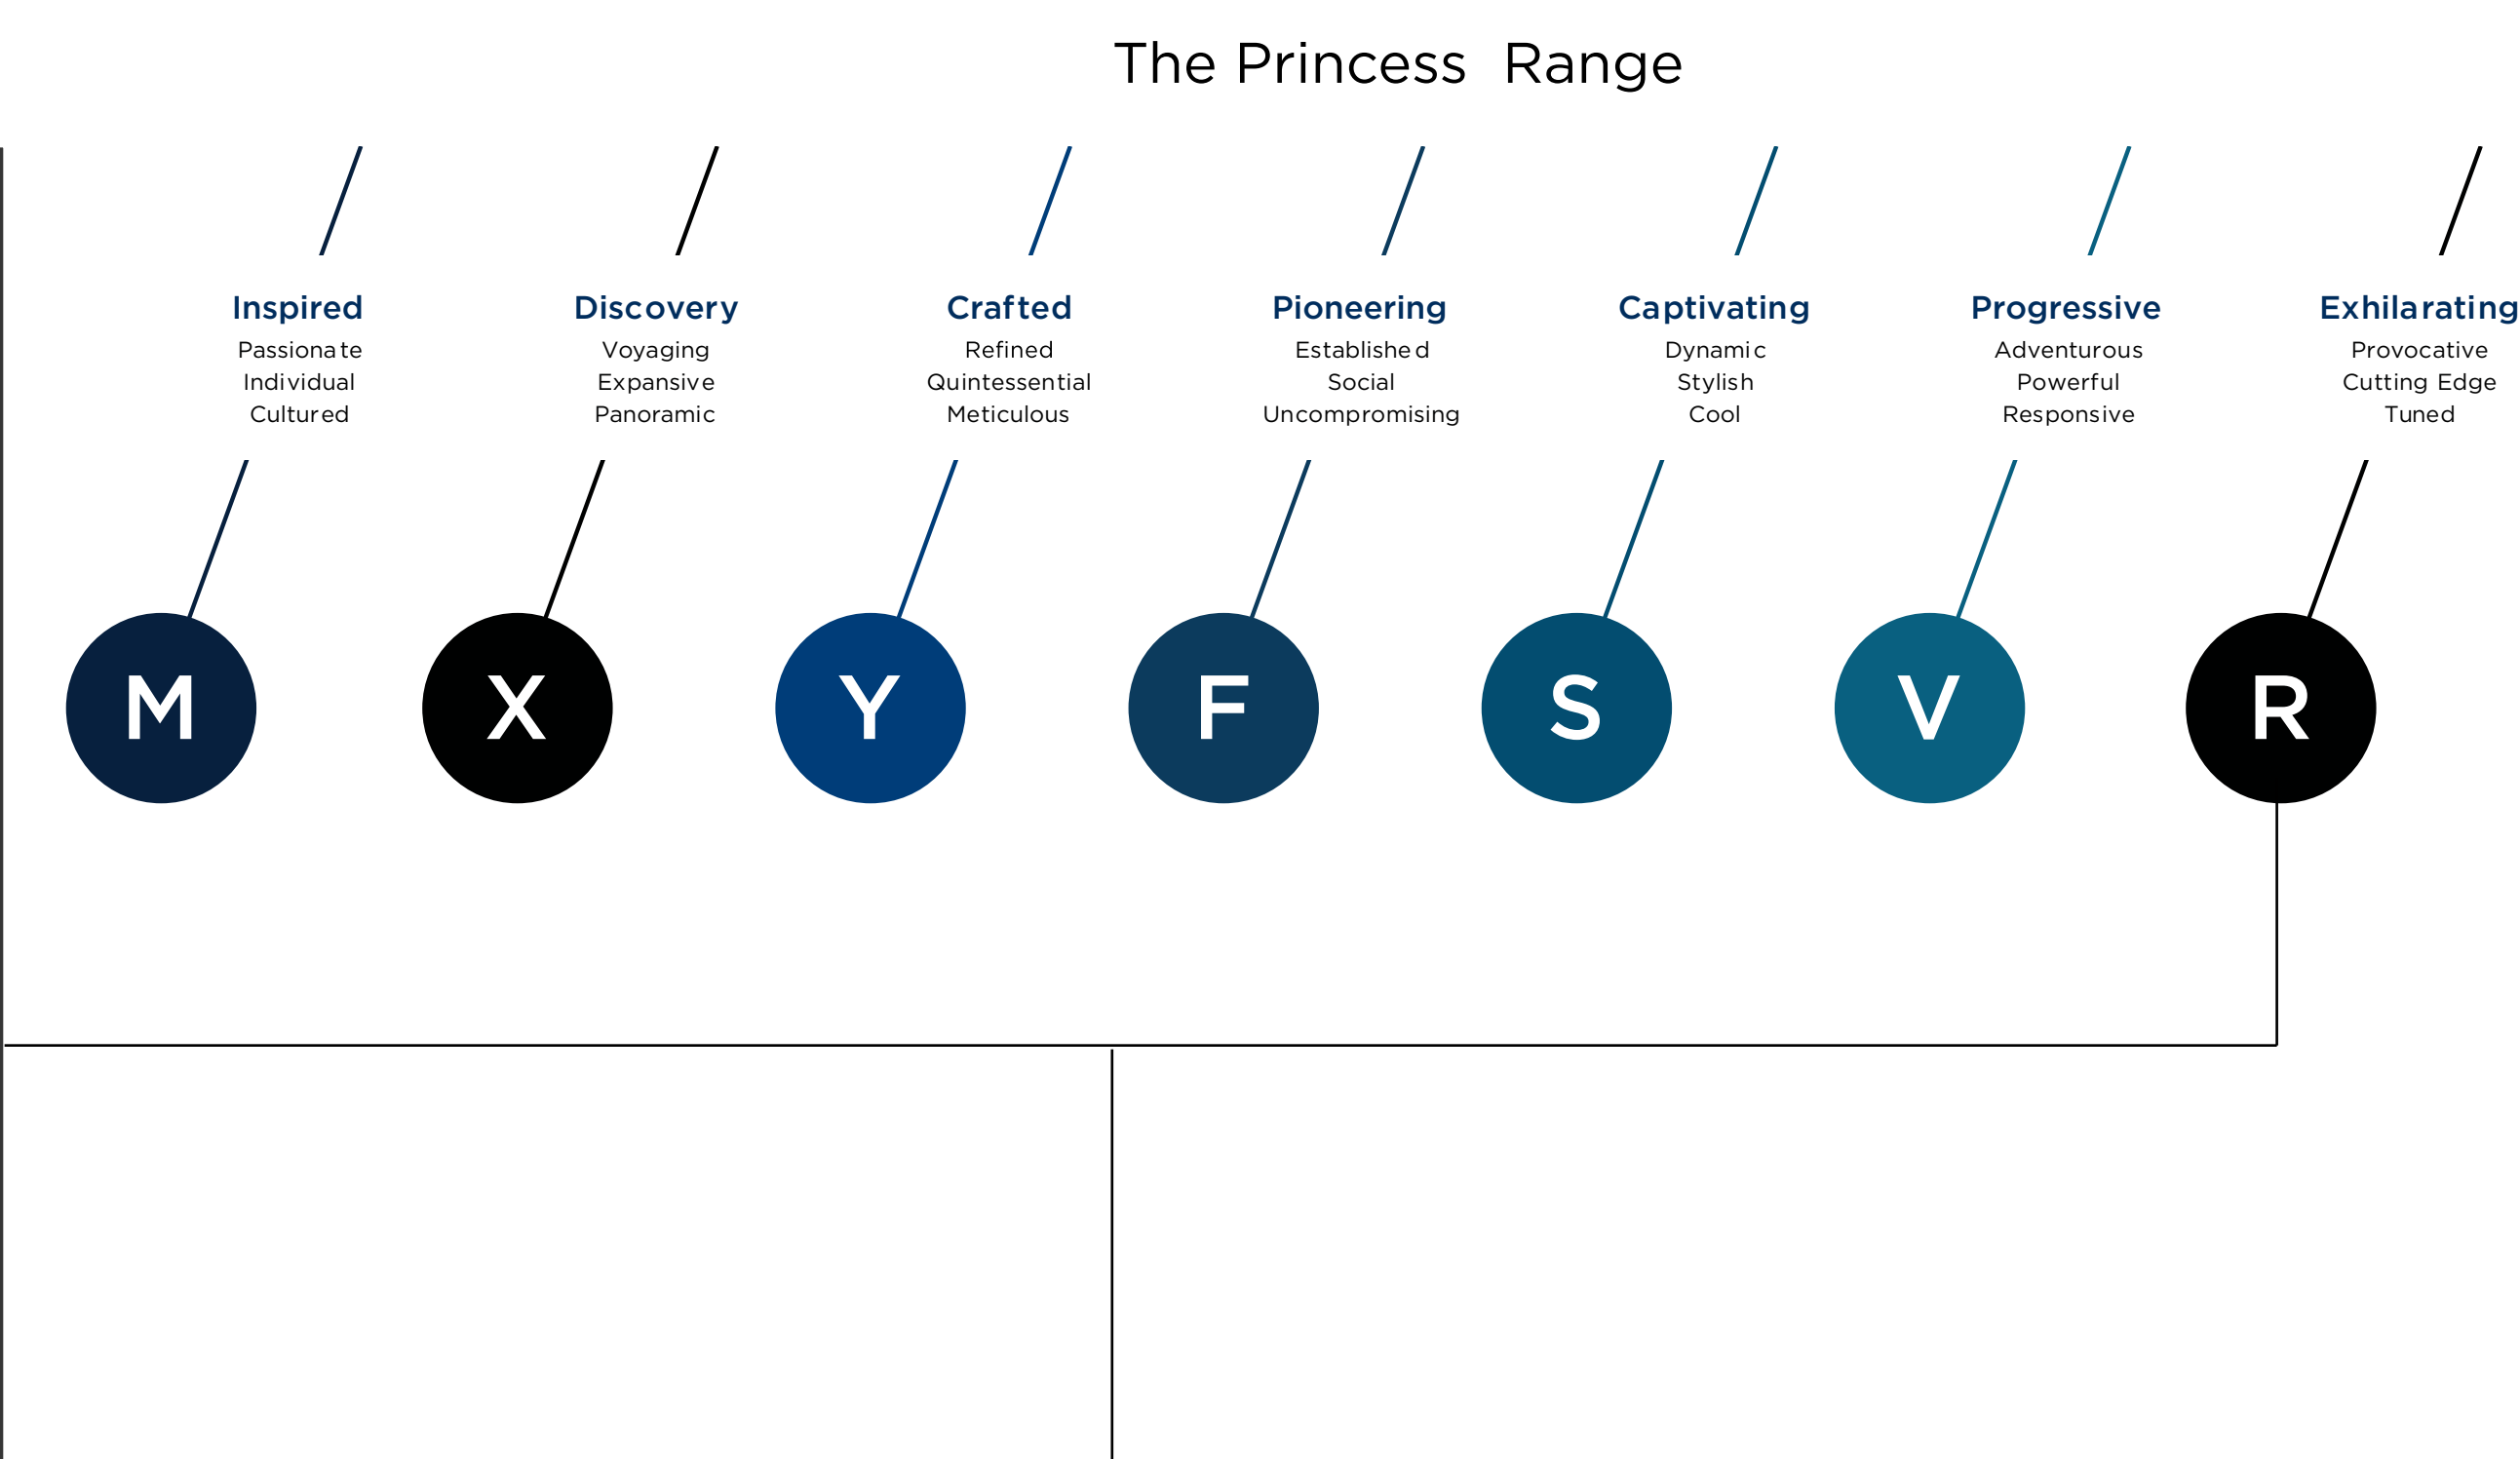 The Princess Range
Inspired
Passionate
Individual
Cultured
Discovery
Voyaging
Expansive
Panoramic
Crafted
Refined
Quintessential
Meticulous
Pioneering
Established
Social
Uncompromising
Captivating
Dynamic
Stylish
Cool
Progressive
Adventurous
Powerful
Responsive
Exhilarating
Provocative
Cutting Edge
Tuned
M
X
Y
F
S
V
R